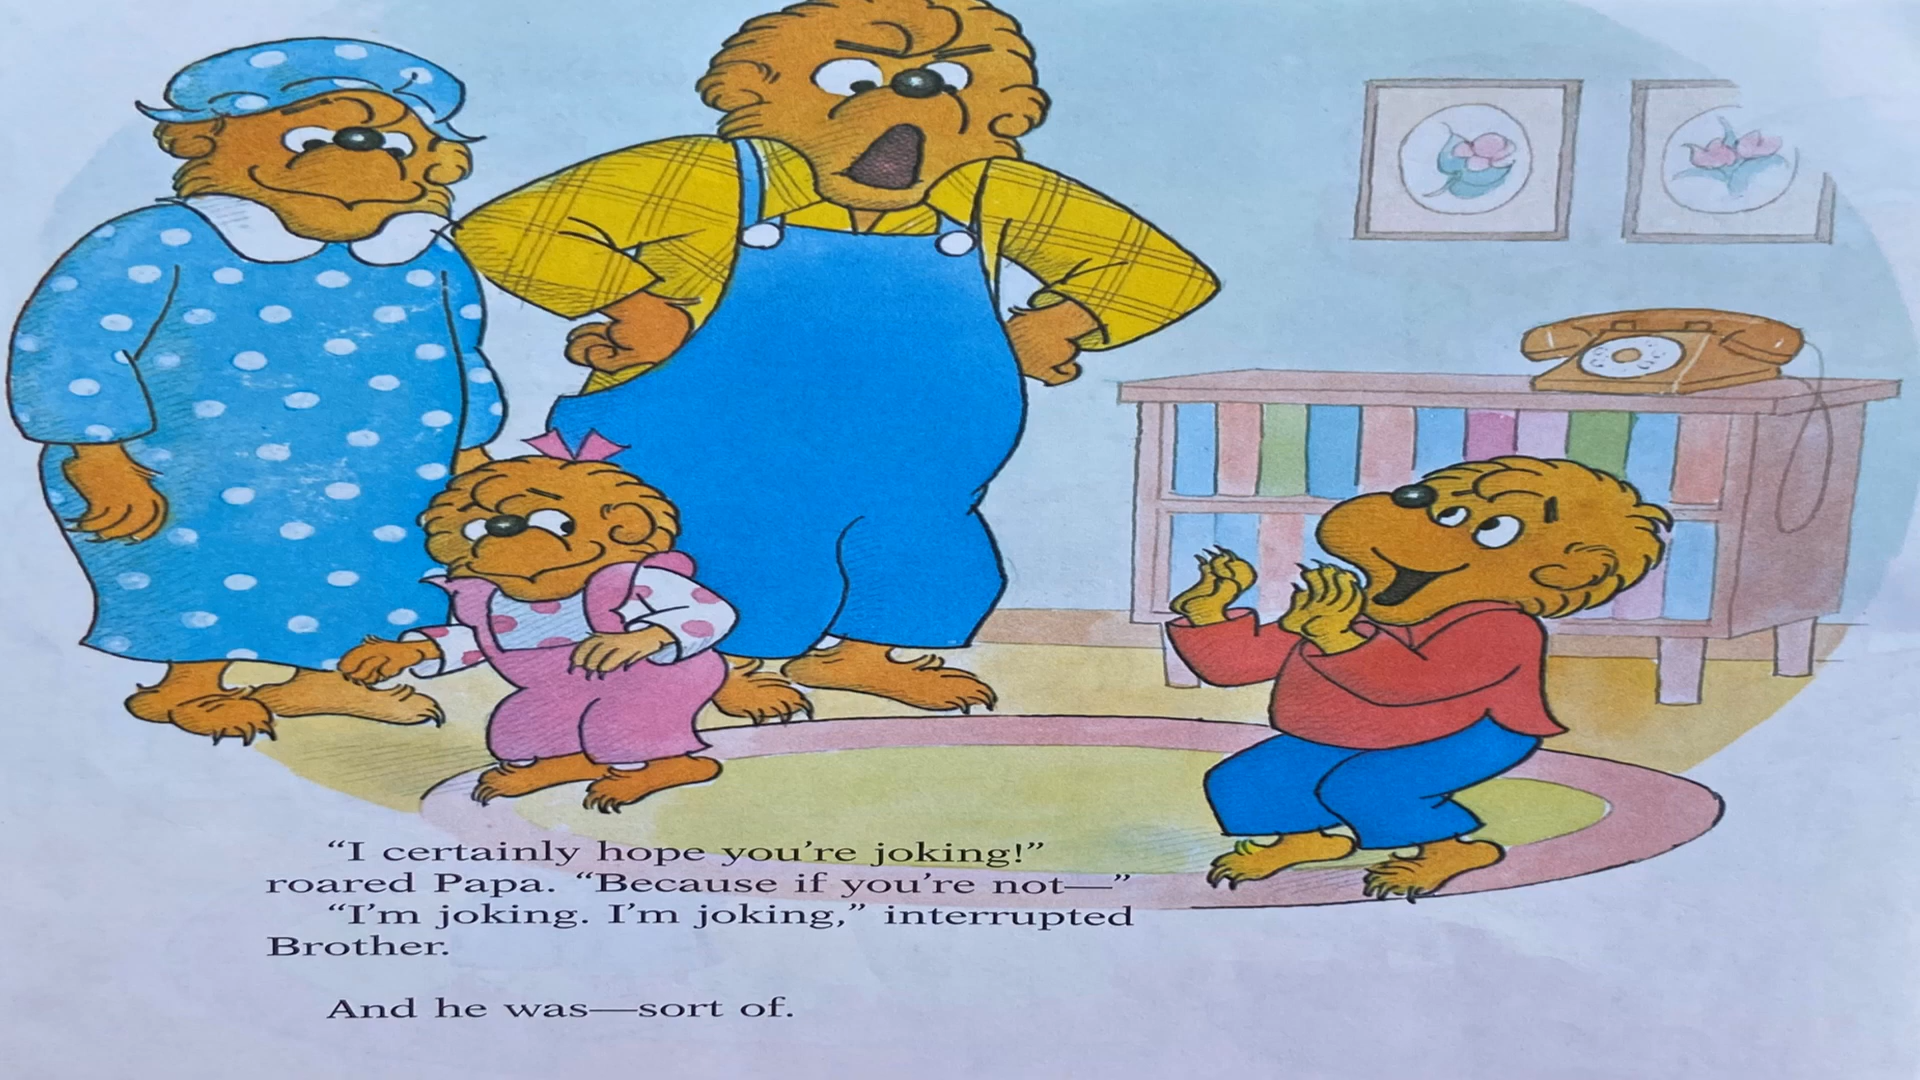 “I certainly hope you’re joking!”
roared Papa. “Because if you’re not—”
“I’m joking. I’m joking,” interrupted
Brother.
And he was—sort of.